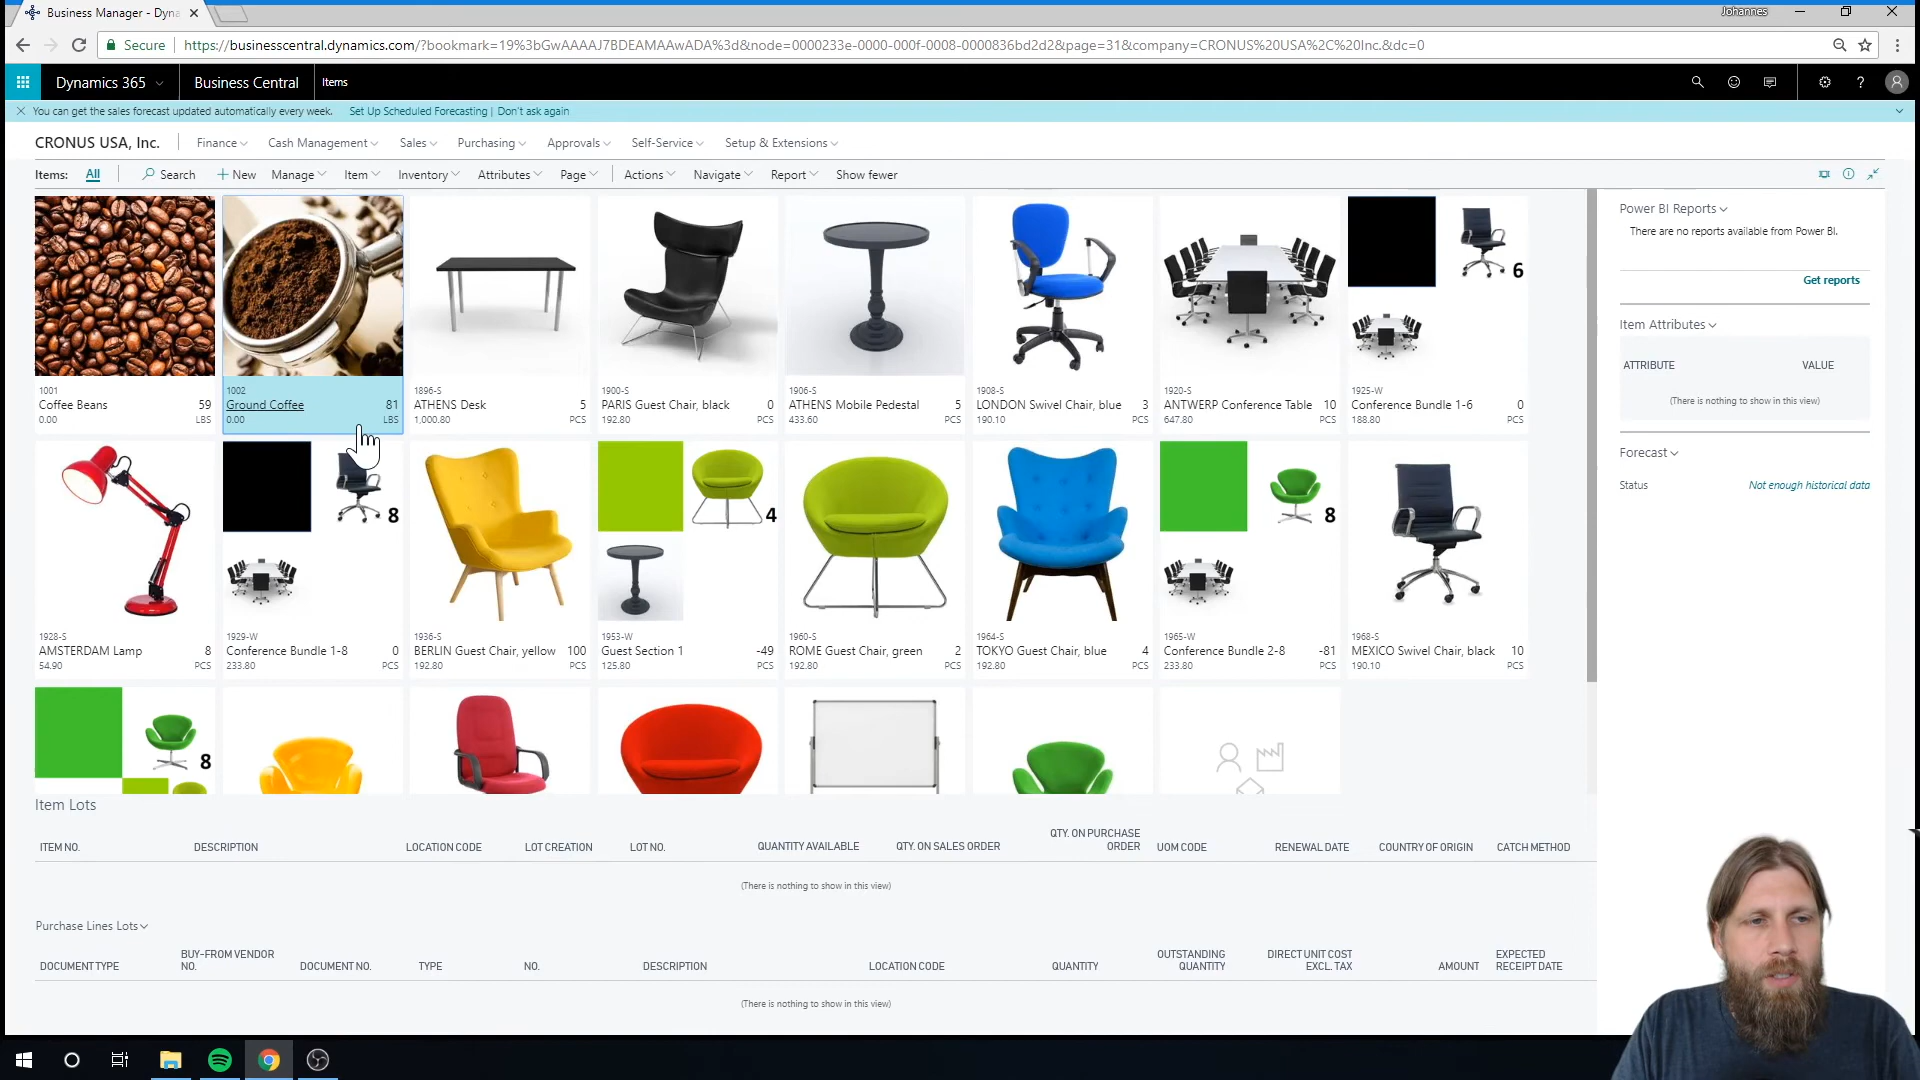 Business Manager - Dyna
Johannes
Secure
https://businesscentral.dynamics.com/?bookmark=19%3bGwAAAAJ7BDEAMAAwADA%3d&node=0000233e-0000-000f-0008-0000836bd2d2&page=31&company=CRONUS%20USA%2C%20Inc.&dc=0
Dynamics 365
Business Central
Items
?
You can get the sales forecast updated automatically every week. Set Up Scheduled Forecasting | Don't ask again
CRONUS USA, Inc.
Finance Cash Management Sales Purchasing Approvals Self-Service Setup & Extensions
Items: All Search + New Manage Item Inventory Attributes Page Actions Navigate Report Show fewer
1001
Coffee Beans 59
0.00 LBS
1002
Ground Coffee 81
0.00 LBS
1896-S
ATHENS Desk 5
1,000.80 PCS
1900-S
PARIS Guest Chair, black 0
192.80 PCS
1906-S
ATHENS Mobile Pedestal 5
433.60 PCS
1908-S
LONDON Swivel Chair, blue 3
190.10 PCS
1920-S
ANTWERP Conference Table 10
647.80 PCS
6
1925-W
Conference Bundle 1-6 0
188.80 PCS
1928-S
AMSTERDAM Lamp 8
54.90 PCS
8
1929-W
Conference Bundle 1-8 0
233.80 PCS
1936-S
BERLIN Guest Chair, yellow 100
192.80 PCS
4
1953-W
Guest Section 1 -49
125.80 PCS
1960-S
ROME Guest Chair, green 2
192.80 PCS
1964-S
TOKYO Guest Chair, blue 4
192.80 PCS
8
1965-W
Conference Bundle 2-8 -81
233.80 PCS
1968-S
MEXICO Swivel Chair, black 10
190.10 PCS
8
Power BI Reports
There are no reports available from Power BI.
Get reports
Item Attributes
ATTRIBUTE VALUE
(There is nothing to show in this view)
Forecast
Status Not enough historical data
Item Lots
ITEM NO. DESCRIPTION LOCATION CODE LOT CREATION LOT NO. QUANTITY AVAILABLE QTY. ON SALES ORDER QTY. ON PURCHASE ORDER UOM CODE RENEWAL DATE COUNTRY OF ORIGIN CATCH METHOD
(There is nothing to show in this view)
Purchase Lines Lots
DOCUMENT TYPE BUY-FROM VENDOR NO. DOCUMENT NO. TYPE NO. DESCRIPTION LOCATION CODE QUANTITY OUTSTANDING QUANTITY DIRECT UNIT COST EXCL. TAX AMOUNT EXPECTED RECEIPT DATE
(There is nothing to show in this view)